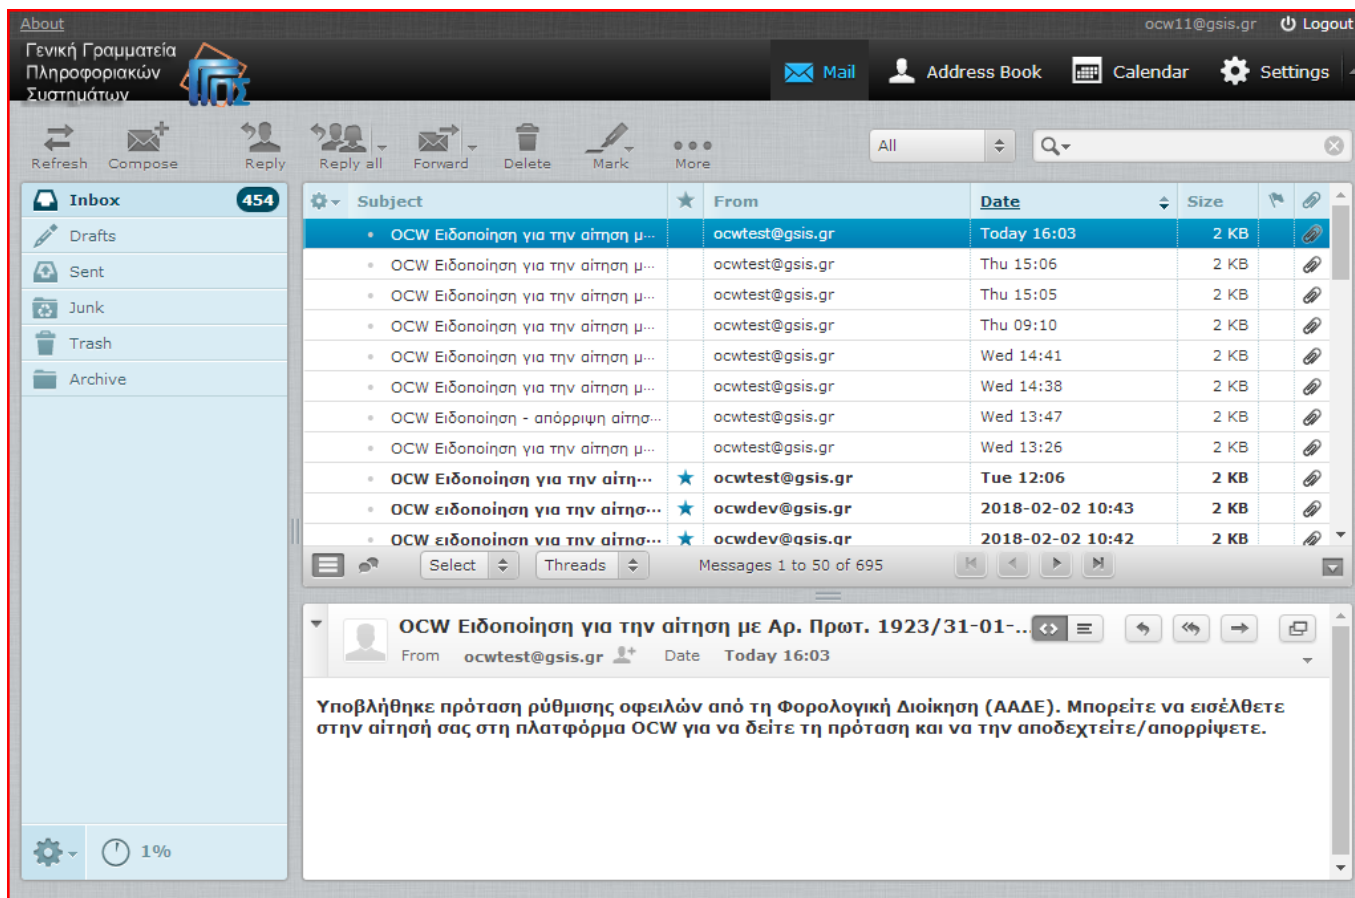 About
ocw11@gsis.gr Logout
Γενική Γραμματεία
Πληροφοριακών
Συστημάτων
Mail Address Book Calendar Settings
Refresh Compose Reply Reply all Forward Delete Mark More
All
Inbox 454
Drafts
Sent
Junk
Trash
Archive
1%
Subject From Date Size
OCW Ειδοποίηση για την αίτηση μ... ocwtest@gsis.gr Today 16:03 2 KB
OCW Ειδοποίηση για την αίτηση μ... ocwtest@gsis.gr Thu 15:06 2 KB
OCW Ειδοποίηση για την αίτηση μ... ocwtest@gsis.gr Thu 15:05 2 KB
OCW Ειδοποίηση για την αίτηση μ... ocwtest@gsis.gr Thu 09:10 2 KB
OCW Ειδοποίηση για την αίτηση μ... ocwtest@gsis.gr Wed 14:41 2 KB
OCW Ειδοποίηση για την αίτηση μ... ocwtest@gsis.gr Wed 14:38 2 KB
OCW Ειδοποίηση - απόρριψη αίτησ... ocwtest@gsis.gr Wed 13:47 2 KB
OCW Ειδοποίηση για την αίτηση μ... ocwtest@gsis.gr Wed 13:26 2 KB
OCW Ειδοποίηση για την αίτη... ocwtest@gsis.gr Tue 12:06 2 KB
OCW ειδοποίηση για την αίτησ... ocwdev@gsis.gr 2018-02-02 10:43 2 KB
OCW ειδοποίηση για την αίτησ... ocwdev@gsis.gr 2018-02-02 10:42 2 KB
Select Threads Messages 1 to 50 of 695
OCW Ειδοποίηση για την αίτηση με Αρ. Πρωτ. 1923/31-01-...
From ocwtest@gsis.gr Date Today 16:03
Υποβλήθηκε πρόταση ρύθμισης οφειλών από τη Φορολογική Διοίκηση (ΑΑΔΕ). Μπορείτε να εισέλθετε
στην αίτησή σας στη πλατφόρμα OCW για να δείτε τη πρόταση και να την αποδεχτείτε/απορρίψετε.